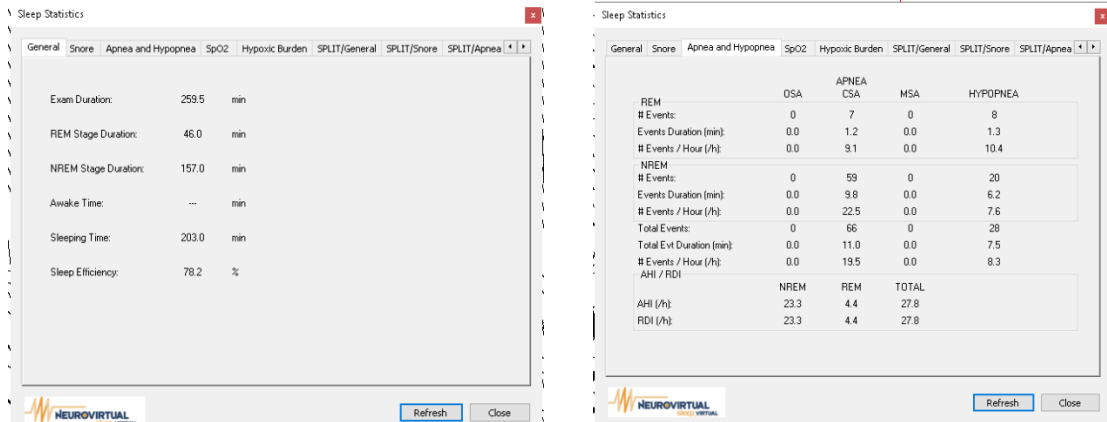 Sleep Statistics
x
General Snore Apnea and Hypopnea SpO2 Hypoxic Burden SPLIT/General SPLIT/Snore SPLIT/Apnea
Exam Duration: 259.5 min
REM Stage Duration: 46.0 min
NREM Stage Duration: 157.0 min
Awake Time: --- min
Sleeping Time: 203.0 min
Sleep Efficiency: 78.2 %
NEUROVIRTUAL
Refresh Close
Sleep Statistics
x
General Snore Apnea and Hypopnea SpO2 Hypoxic Burden SPLIT/General SPLIT/Snore SPLIT/Apnea
APNEA
OSA CSA MSA HYPOPNEA
REM
# Events: 0 7 0 8
Events Duration (min): 0.0 1.2 0.0 1.3
# Events / Hour (/h): 0.0 9.1 0.0 10.4
NREM
# Events: 0 59 0 20
Events Duration (min): 0.0 9.8 0.0 6.2
# Events / Hour (/h): 0.0 22.5 0.0 7.6
Total Events: 0 66 0 28
Total Evt Duration (min): 0.0 11.0 0.0 7.5
# Events / Hour (/h): 0.0 19.5 0.0 8.3
AHI / RDI
NREM REM TOTAL
AHI (/h): 23.3 4.4 27.8
RDI (/h): 23.3 4.4 27.8
NEUROVIRTUAL
SLEEP VIRTUAL
Refresh Close